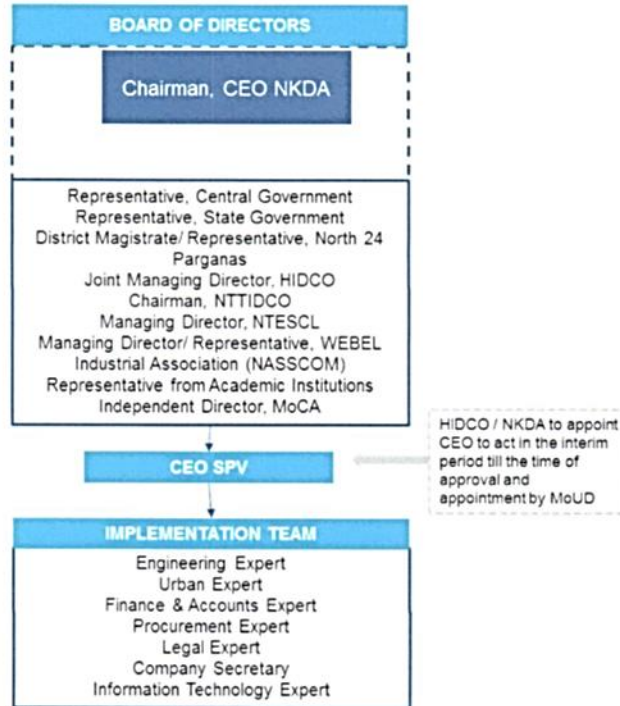 BOARD OF DIRECTORS
Chairman, CEO NKDA
Representative, Central Government
Representative, State Government
District Magistrate/ Representative, North 24
Parganas
Joint Managing Director, HIDCO
Chairman, NTTIDCO
Managing Director, NTESCL
Managing Director/ Representative, WEBEL
Industrial Association (NASSCOM)
Representative from Academic Institutions
Independent Director, MoCA
CEO SPV
HIDCO / NKDA to appoint
CEO to act in the interim
period till the time of
approval and
appointment by MoUD
IMPLEMENTATION TEAM
Engineering Expert
Urban Expert
Finance & Accounts Expert
Procurement Expert
Legal Expert
Company Secretary
Information Technology Expert